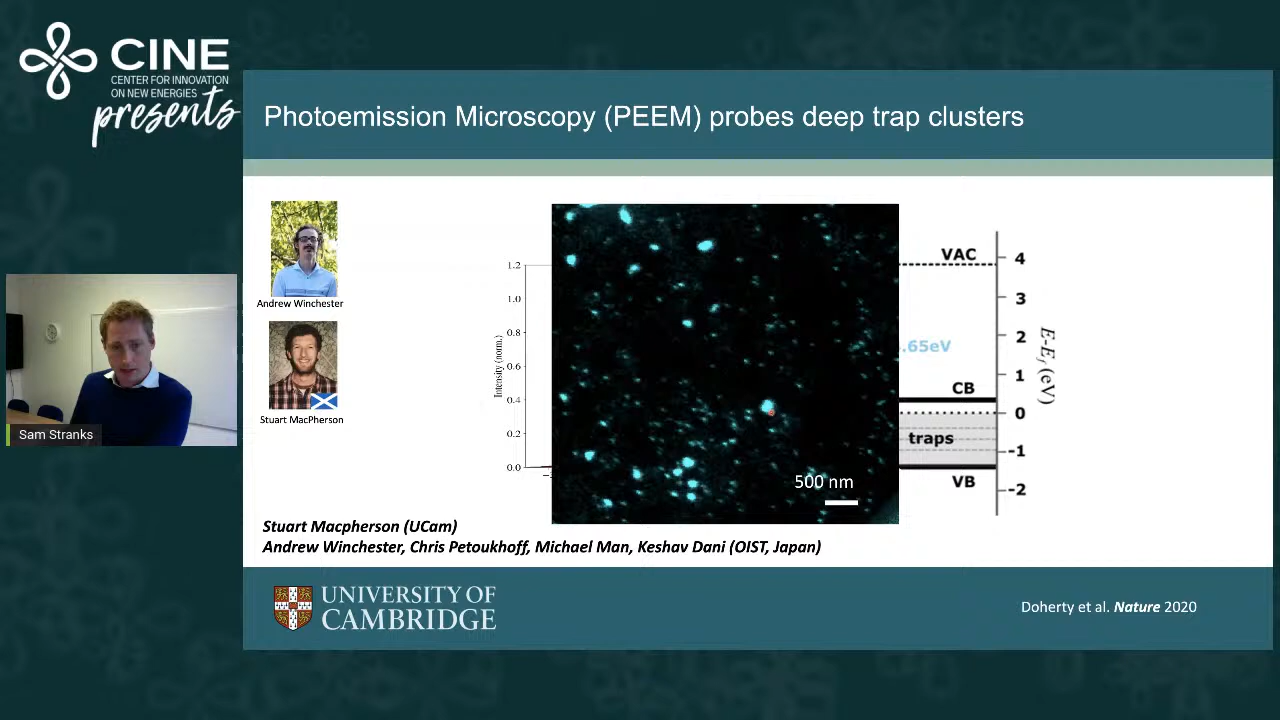 CINE
CENTER FOR INNOVATION
ON NEW ENERGIES
presents
Photoemission Microscopy (PEEM) probes deep trap clusters
Andrew Winchester
Stuart MacPherson
Sam Stranks
1.2
1.0
0.8
0.6
0.4
0.2
0.0
Intensity (norm.)
500 nm
VAC
.65eV
CB
traps
VB
4
3
2
1
0
-1
-2
E-Ef (eV)
Stuart Macpherson (UCam)
Andrew Winchester, Chris Petoukhoff, Michael Man, Keshav Dani (OIST, Japan)
UNIVERSITY OF
CAMBRIDGE
Doherty et al. Nature 2020